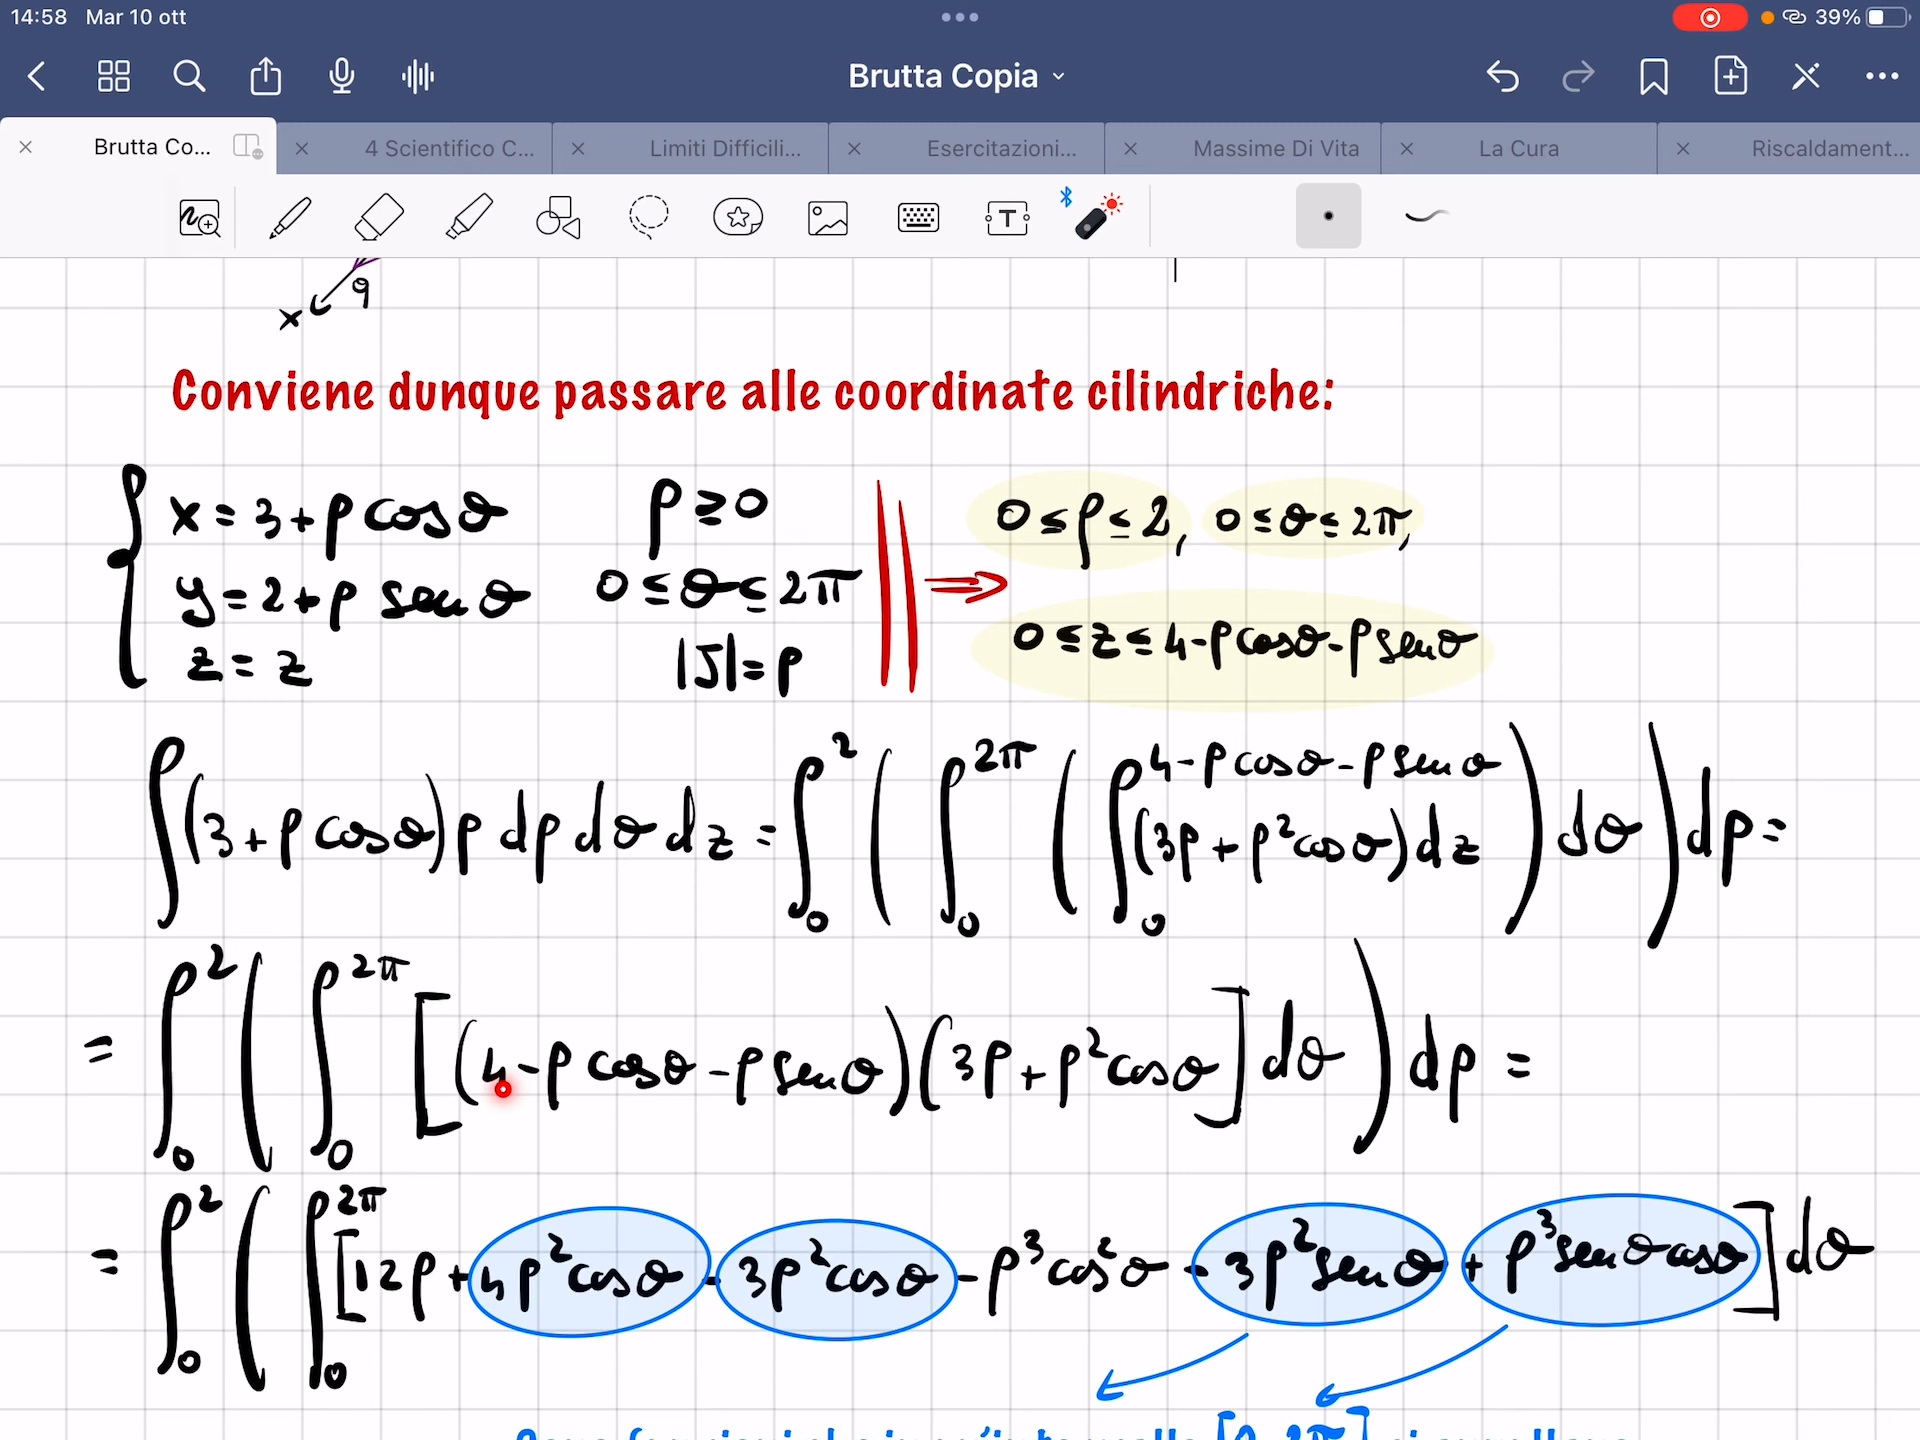 14:58 Mar 10 ott 39%
Brutta Copia
Brutta Co... 4 Scientifico C... Limiti Difficili... Esercitazioni... Massime Di Vita La Cura Riscaldament...
T
x 9
Conviene dunque passare alle coordinate cilindriche:
x = 3 + ρ cosθ ρ ≥ 0 0 ≤ ρ ≤ 2, 0 ≤ θ ≤ 2π,
y = 2 + ρ senθ 0 ≤ θ ≤ 2π ⇒
z = z |J| = ρ 0 ≤ z ≤ 4 - ρcosθ - ρsenθ
∫ (3 + ρ cosθ) ρ dρ dθ dz = ∫₀² ( ∫₀^2π ( ∫₀^4-ρcosθ-ρsenθ (3ρ + ρ²cosθ) dz ) dθ ) dρ =
= ∫₀² ( ∫₀^2π [ (4 - ρ cosθ - ρ senθ)(3ρ + ρ²cosθ ] dθ ) dρ =
= ∫₀² ( ∫₀^2π [ 12ρ + 4ρ²cosθ - 3ρ²cosθ - ρ³cos²θ - 3ρ²senθ + ρ³senθcosθ ] dθ